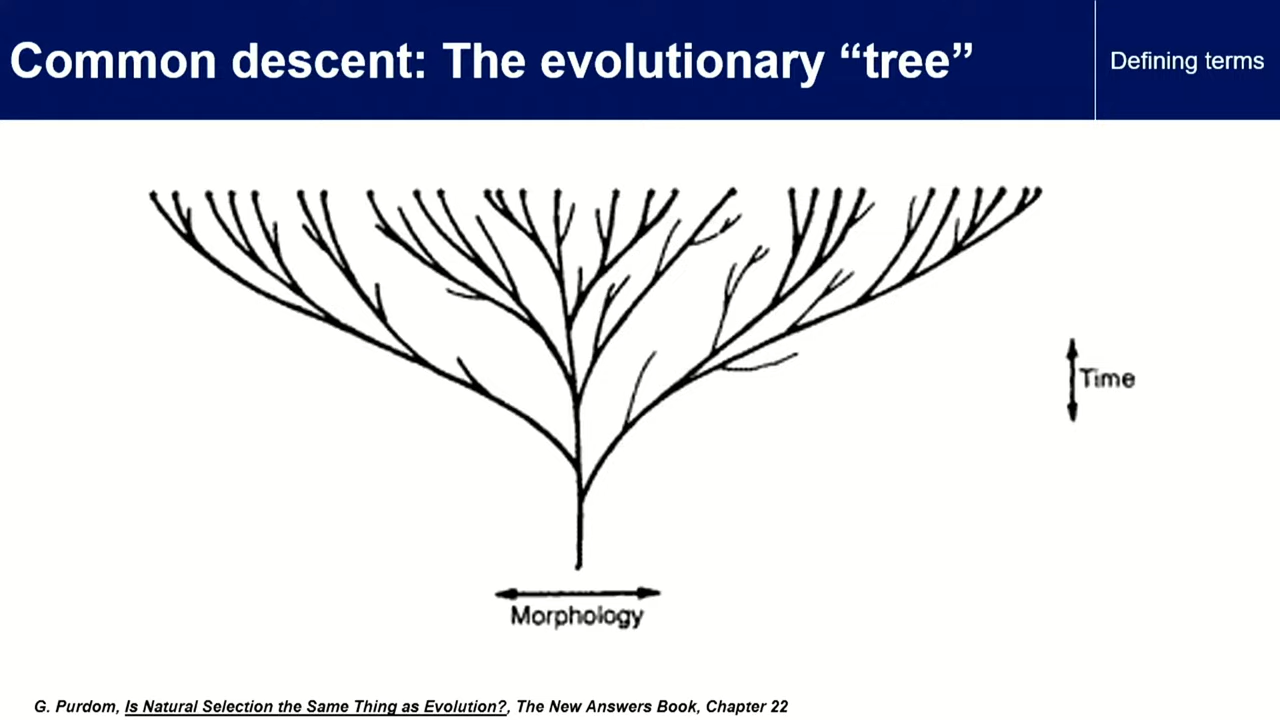 Common descent: The evolutionary “tree”
Defining terms
Time
Morphology
G. Purdom, Is Natural Selection the Same Thing as Evolution?, The New Answers Book, Chapter 22